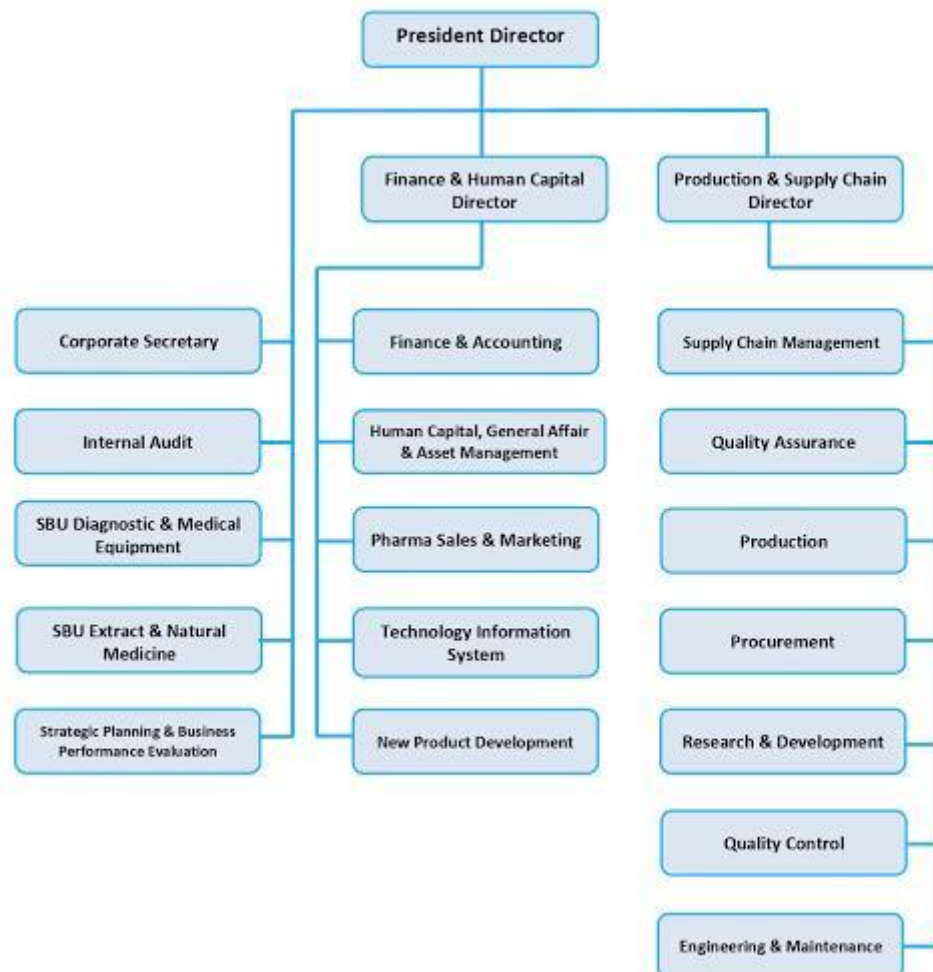 President Director
Finance & Human Capital
Director
Production & Supply Chain
Director
Corporate Secretary
Internal Audit
SBU Diagnostic & Medical
Equipment
SBU Extract & Natural
Medicine
Strategic Planning & Business
Performance Evaluation
Finance & Accounting
Human Capital, General Affair
& Asset Management
Pharma Sales & Marketing
Technology Information
System
New Product Development
Supply Chain Management
Quality Assurance
Production
Procurement
Research & Development
Quality Control
Engineering & Maintenance